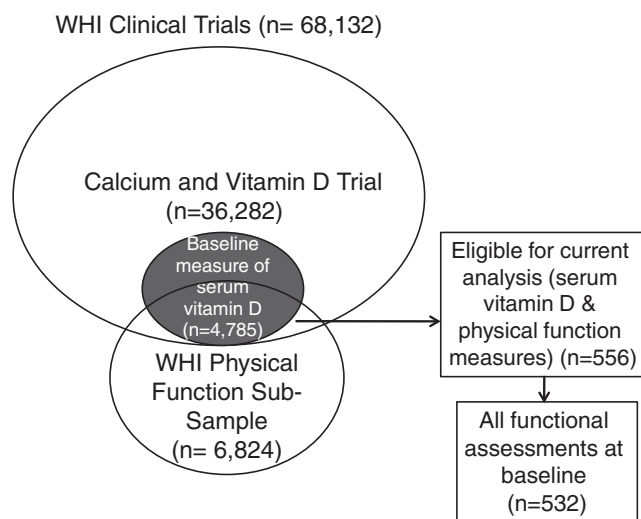 WHI Clinical Trials (n= 68,132)
Calcium and Vitamin D Trial
(n=36,282)
Baseline
measure of
serum
vitamin D
(n=4,785)
WHI Physical
Function Sub-
Sample
(n= 6,824)
Eligible for current
analysis (serum
vitamin D &
physical function
measures) (n=556)
All functional
assessments at
baseline
(n=532)